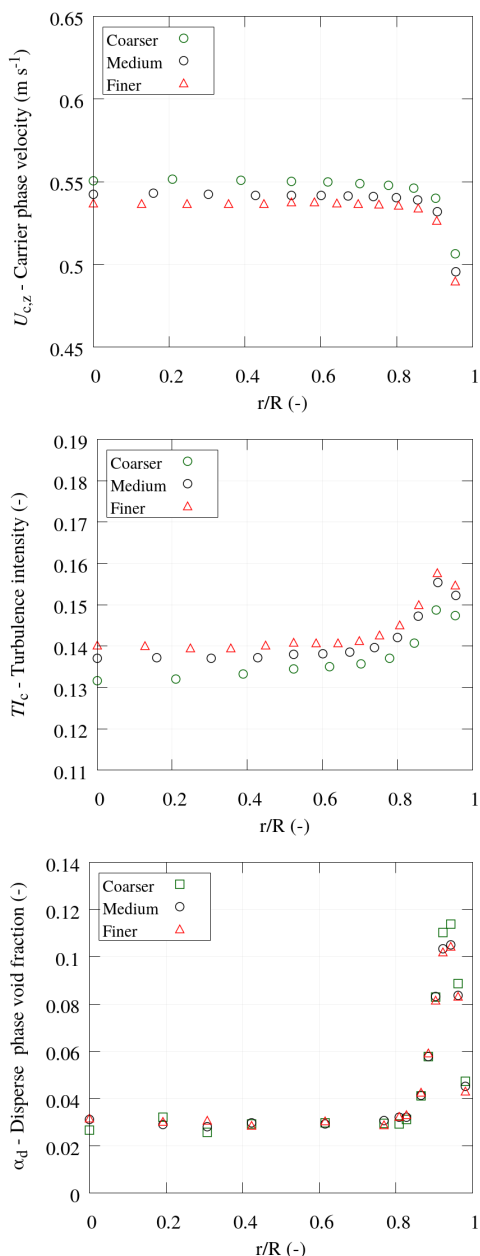 0.65
Coarser
Medium
Finer
0.6
0.55
0.5
0.45
U_c,z - Carrier phase velocity (m s⁻¹)
0 0.2 0.4 0.6 0.8 1
r/R (-)
0.19
Coarser
0.18
Medium
Finer
0.17
0.16
0.15
0.14
0.13
0.12
0.11
TI_c - Turbulence intensity (-)
0 0.2 0.4 0.6 0.8 1
r/R (-)
0.14
Coarser
Medium
0.12
Finer
0.1
0.08
0.06
0.04
0.02
0
α_d - Disperse phase void fraction (-)
0 0.2 0.4 0.6 0.8 1
r/R (-)